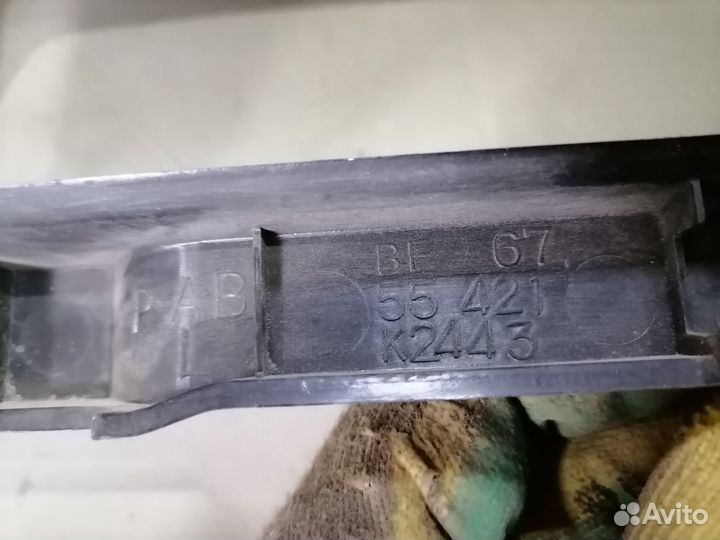 PAB
I
BF 67
55 421
K2443
Avito